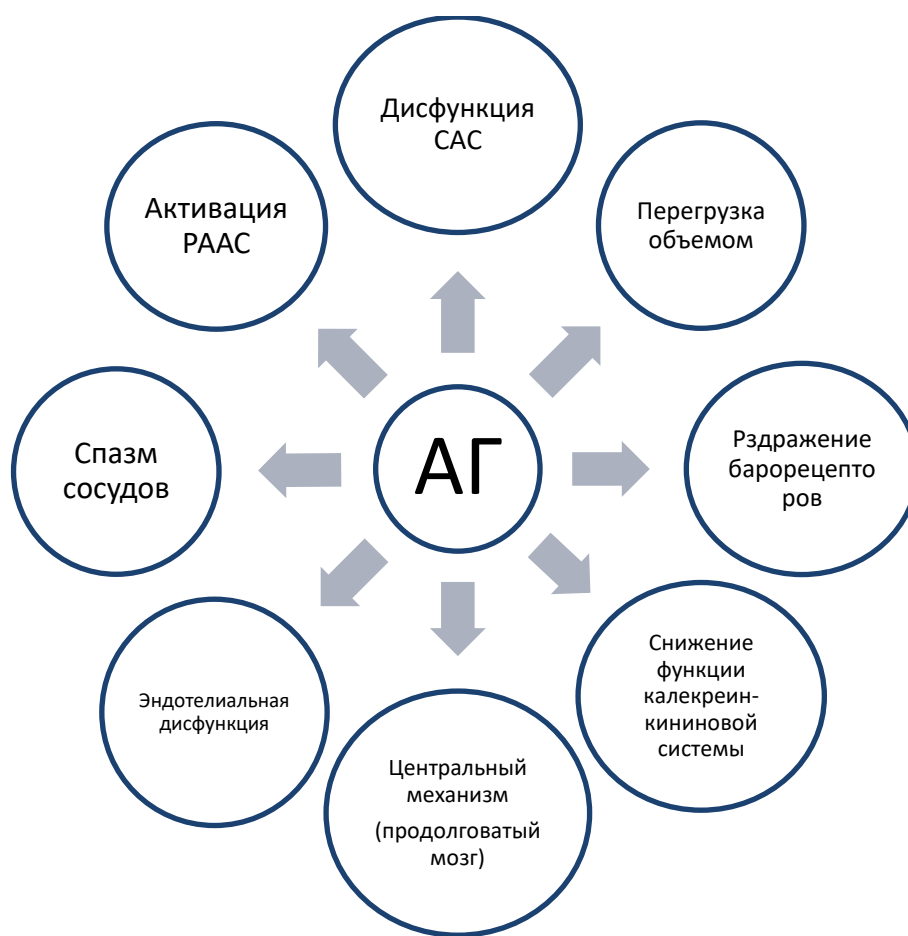 Дисфункция
САС
Активация
РААС
Перегрузка
объемом
Спазм
сосудов
АГ
Рздражение
барорецепто
ров
Эндотелиальная
дисфункция
Снижение
функции
калекреин-
кининовой
системы
Центральный
механизм
(продолговатый
мозг)